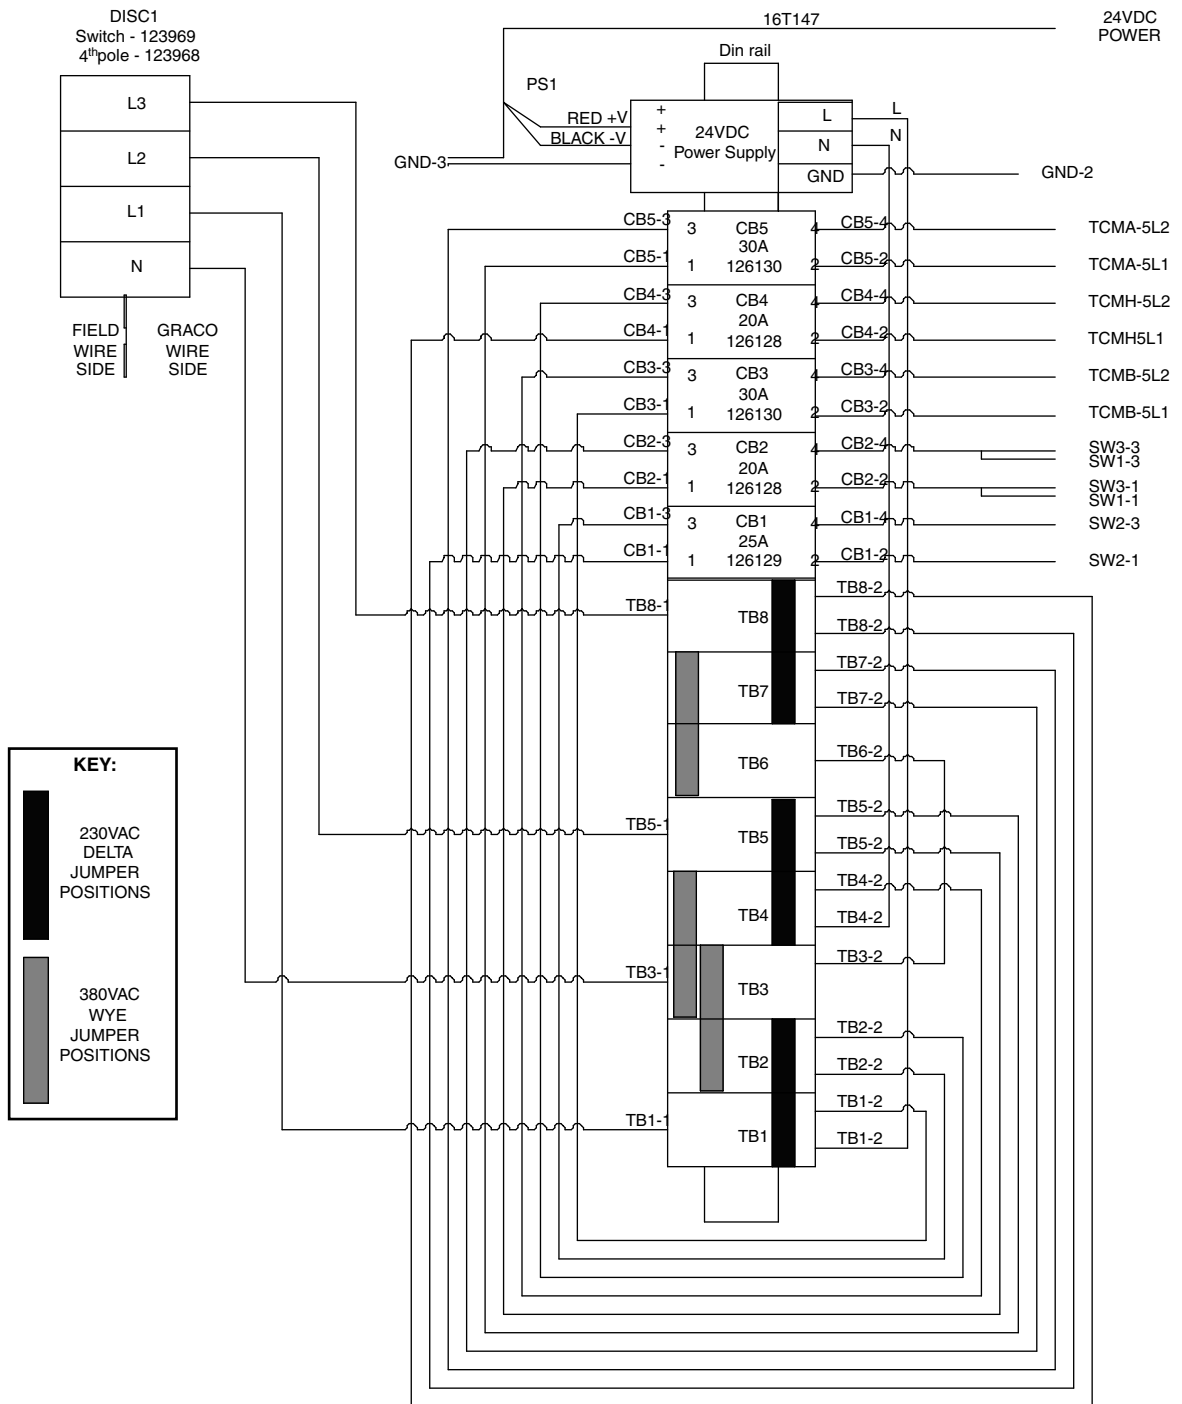 DISC1
Switch - 123969
4thpole - 123968
16T147
24VDC
POWER
Din rail
L3
L2
L1
N
FIELD
WIRE
SIDE
GRACO
WIRE
SIDE
PS1
RED +V
BLACK -V
GND-3
+
+
-
-
24VDC
Power Supply
L
N
GND
L
N
GND-2
CB5-3
3
CB5
4
CB5-4
TCMA-5L2
30A
CB5-1
1
126130
2
CB5-2
TCMA-5L1
CB4-3
3
CB4
4
CB4-4
TCMH-5L2
20A
CB4-1
1
126128
2
CB4-2
TCMH5L1
CB3-3
3
CB3
4
CB3-4
TCMB-5L2
30A
CB3-1
1
126130
2
CB3-2
TCMB-5L1
CB2-3
3
CB2
4
CB2-4
SW3-3
SW1-3
20A
CB2-1
1
126128
2
CB2-2
SW3-1
SW1-1
CB1-3
3
CB1
4
CB1-4
SW2-3
25A
CB1-1
1
126129
2
CB1-2
SW2-1
TB8-2
TB8-1
TB8
TB8-2
TB7-2
TB7
TB7-2
TB6-2
TB6
TB5-2
TB5-1
TB5
TB5-2
TB4-2
TB4
TB4-2
TB3-2
TB3-1
TB3
TB2-2
TB2
TB2-2
TB1-2
TB1-1
TB1
TB1-2
KEY:
230VAC
DELTA
JUMPER
POSITIONS
380VAC
WYE
JUMPER
POSITIONS